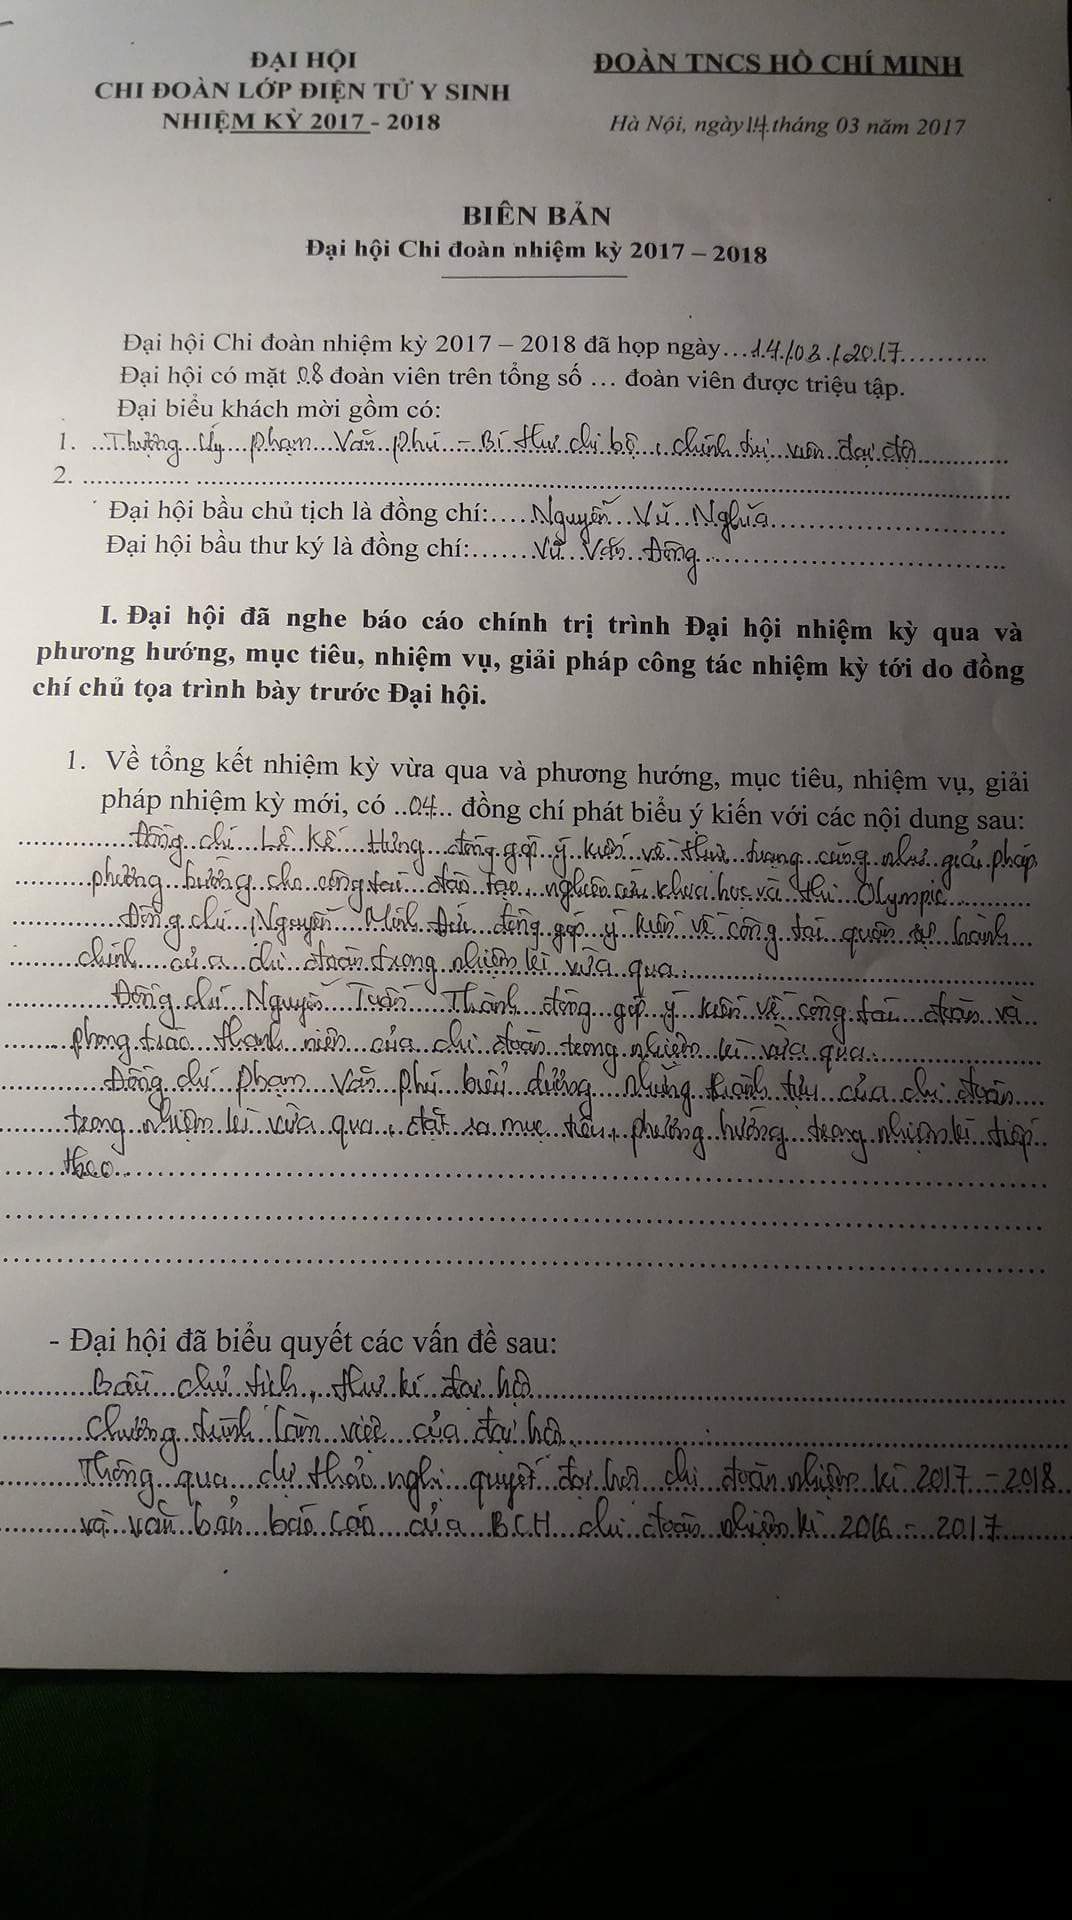 ĐẠI HỘI
CHI ĐOÀN LỚP ĐIỆN TỬ Y SINH
NHIỆM KỲ 2017 - 2018
ĐOÀN TNCS HỒ CHÍ MINH
Hà Nội, ngày 14 tháng 03 năm 2017
BIÊN BẢN
Đại hội Chi đoàn nhiệm kỳ 2017 – 2018
Đại hội Chi đoàn nhiệm kỳ 2017 – 2018 đã họp ngày...14/03/2017..........
Đại hội có mặt 08 đoàn viên trên tổng số ... đoàn viên được triệu tập.
Đại biểu khách mời gồm có:
1. Thượng úy Phạm Văn Phú - Bí thư chi bộ, chính trị viên đại đội
2.
Đại hội bầu chủ tịch là đồng chí:....Nguyễn Vũ Nghĩa
Đại hội bầu thư ký là đồng chí:......Vũ Văn Đông
I. Đại hội đã nghe báo cáo chính trị trình Đại hội nhiệm kỳ qua và
phương hướng, mục tiêu, nhiệm vụ, giải pháp công tác nhiệm kỳ tới do đồng
chí chủ tọa trình bày trước Đại hội.
1. Về tổng kết nhiệm kỳ vừa qua và phương hướng, mục tiêu, nhiệm vụ, giải
pháp nhiệm kỳ mới, có ..04... đồng chí phát biểu ý kiến với các nội dung sau:
Đồng chí Lê Kế Hưng đóng góp ý kiến về thực trạng cũng như giải pháp
phương hướng cho công tác đào tạo, nghiên cứu khoa học và thi Olympic
Đồng chí Nguyễn Minh Đức đóng góp ý kiến về công tác quân sự hành
chính của chi đoàn trong nhiệm kì vừa qua.
Đồng chí Nguyễn Tuấn Thành đóng góp ý kiến về công tác đoàn và
phong trào thanh niên của chi đoàn trong nhiệm kì vừa qua.
Đồng chí Phạm Văn Phú biểu dương những thành tựu của chi đoàn
trong nhiệm kì vừa qua, đặt ra mục tiêu, phương hướng trong nhiệm kì tiếp
theo
- Đại hội đã biểu quyết các vấn đề sau:
Bầu chủ tịch, thư kí đại hội
Chương trình làm việc của đại hội
Thông qua dự thảo nghị quyết đại hội chi đoàn nhiệm kì 2017 - 2018
và văn bản báo cáo của BCH chi đoàn nhiệm kì 2016 - 2017